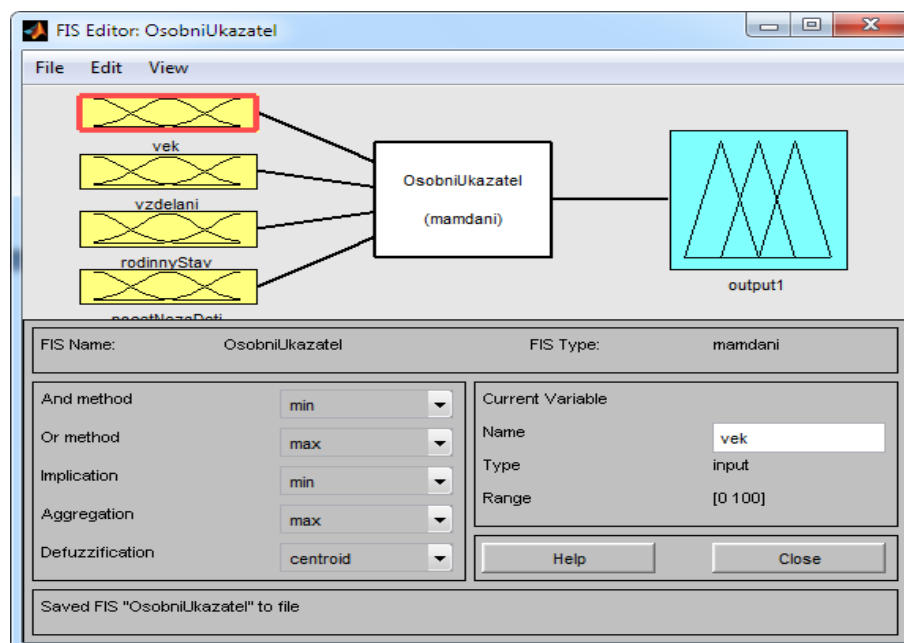 FIS Editor: OsobniUkazatel
File Edit View
vek
vzdelani
rodinnyStav
OsobniUkazatel
(mamdani)
output1
FIS Name: OsobniUkazatel FIS Type: mamdani
And method min
Or method max
Implication min
Aggregation max
Defuzzification centroid
Current Variable
Name vek
Type input
Range [0 100]
Help Close
Saved FIS "OsobniUkazatel" to file